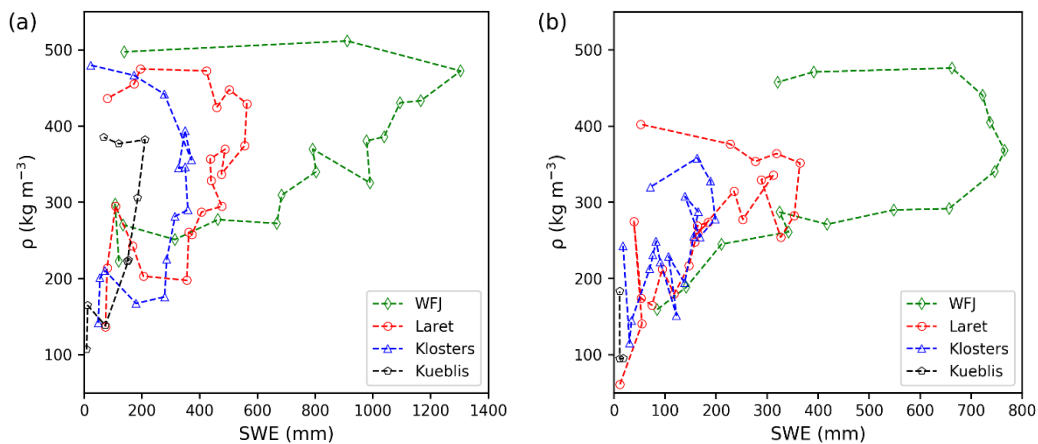 (a)
ρ (kg m⁻³)
500
400
300
200
100
0 200 400 600 800 1000 1200 1400
SWE (mm)
WFJ
Laret
Klosters
Kueblis
(b)
ρ (kg m⁻³)
500
400
300
200
100
0 100 200 300 400 500 600 700 800
SWE (mm)
WFJ
Laret
Klosters
Kueblis